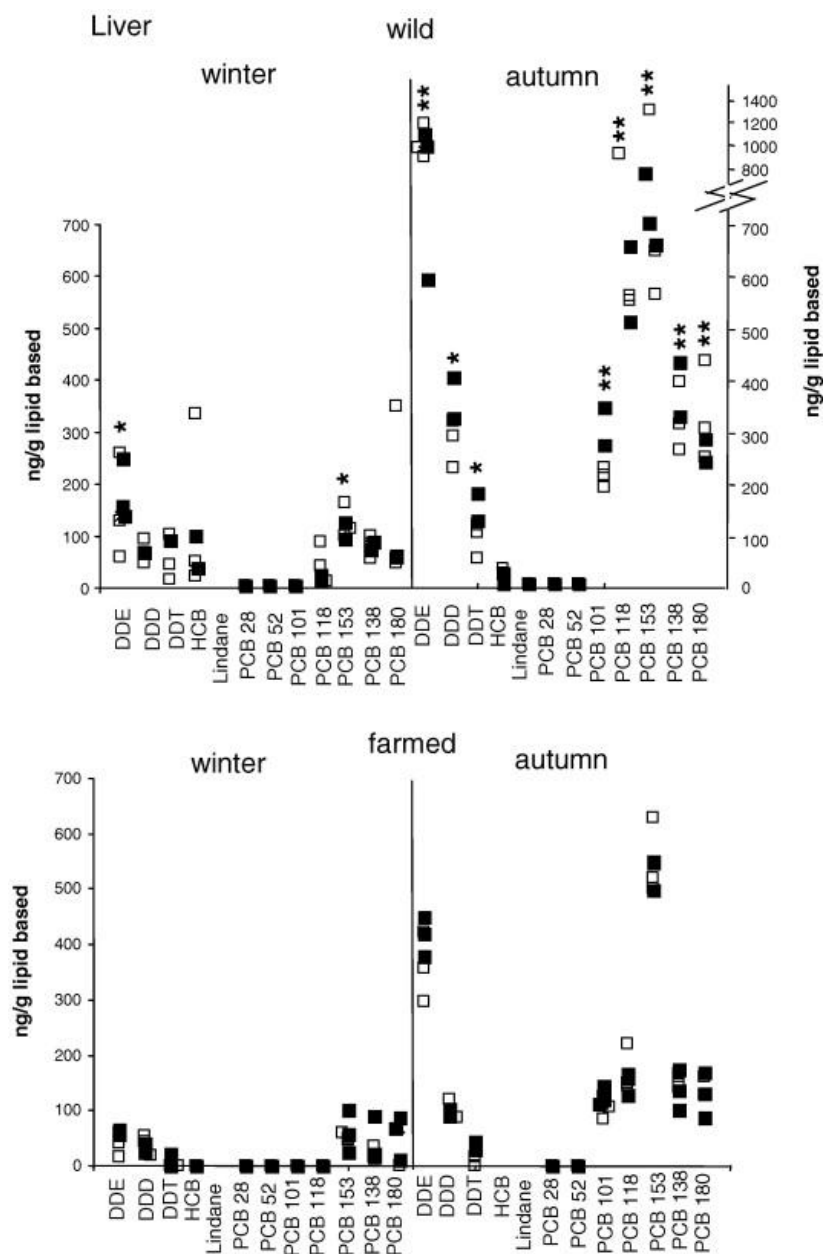 Liver wild
winter autumn
** ** **
1400
1200
1000
800
700 700
600 600
500 500
* ** **
400 400
* * ** *
300 300
200 200
100 100
0 0
ng/g lipid based
ng/g lipid based
DDE DDD DDT HCB Lindane PCB 28 PCB 52 PCB 101 PCB 118 PCB 153 PCB 138 PCB 180 DDE DDD DDT HCB Lindane PCB 28 PCB 52 PCB 101 PCB 118 PCB 153 PCB 138 PCB 180
farmed
winter autumn
700
600
500
400
300
200
100
0
ng/g lipid based
DDE DDD DDT HCB Lindane PCB 28 PCB 52 PCB 101 PCB 118 PCB 153 PCB 138 PCB 180 DDE DDD DDT HCB Lindane PCB 28 PCB 52 PCB 101 PCB 118 PCB 153 PCB 138 PCB 180